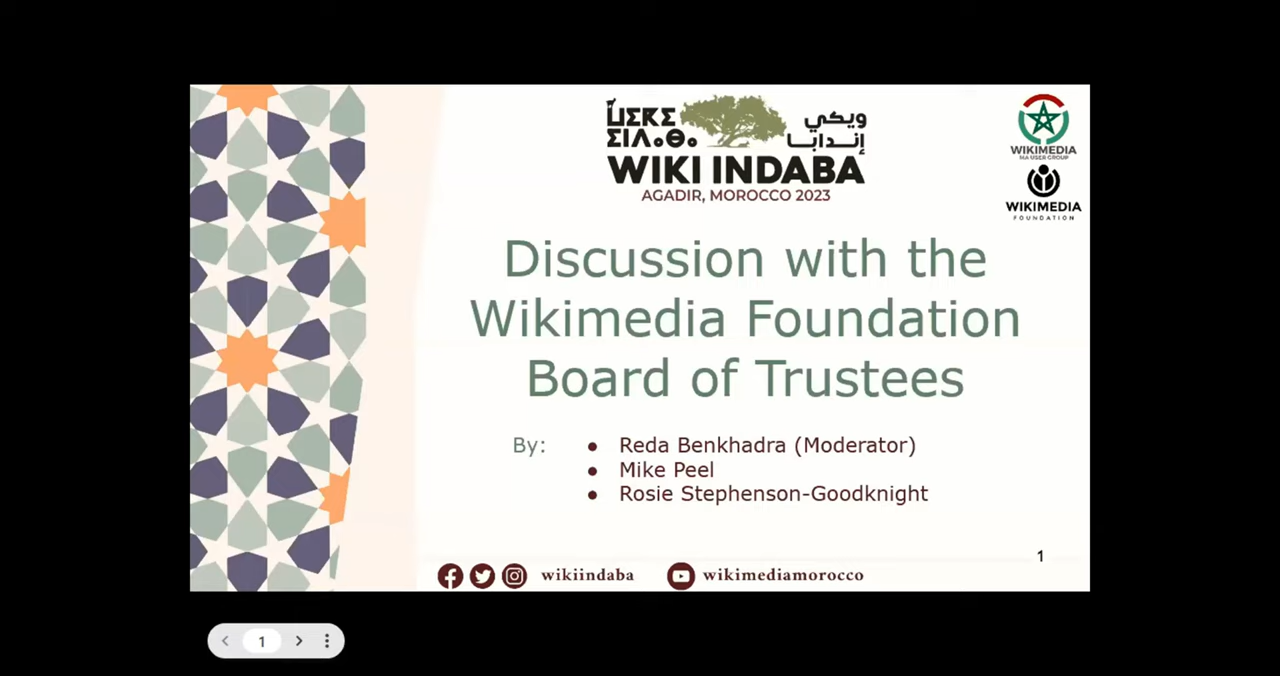 ⵡⵉⴽⵉ
ⵉⵏⴷⴰⴱⴰ
ويكي
إندابا
WIKI INDABA
AGADIR, MOROCCO 2023
WIKIMEDIA
MA USER GROUP
WIKIMEDIA
FOUNDATION
Discussion with the
Wikimedia Foundation
Board of Trustees
By:
● Reda Benkhadra (Moderator)
● Mike Peel
● Rosie Stephenson-Goodknight
1
wikiindaba
wikimediamorocco
1